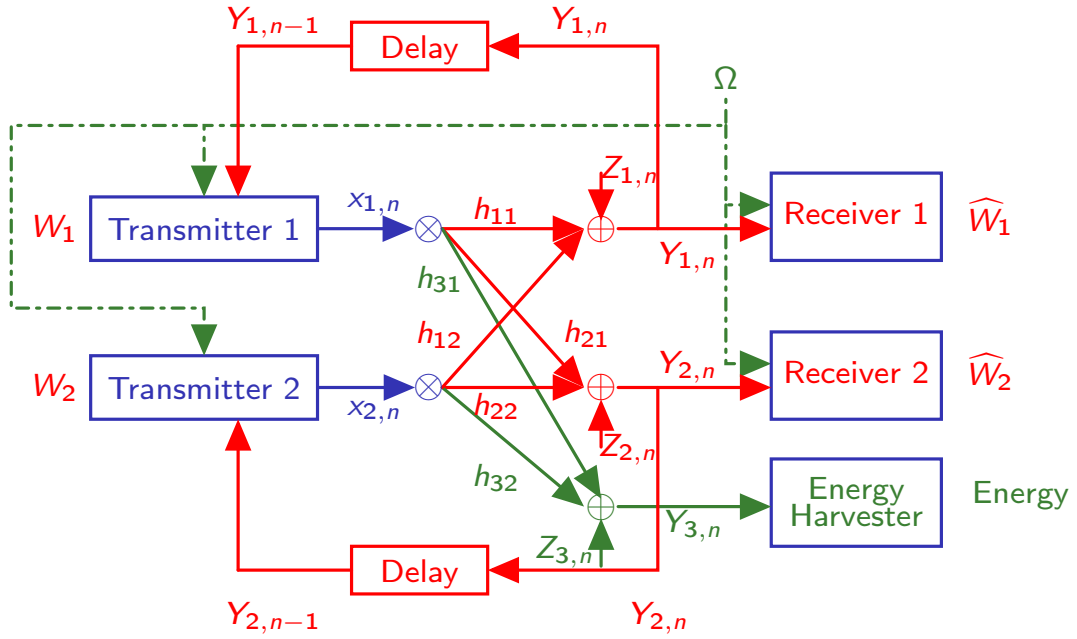 Y₁,ₙ₋₁
Delay
Y₁,ₙ
Ω
W₁
Transmitter 1
x₁,ₙ
h₁₁
Z₁,ₙ
Y₁,ₙ
Receiver 1
Ŵ₁
h₃₁
h₁₂
h₂₁
W₂
Transmitter 2
x₂,ₙ
h₂₂
Z₂,ₙ
Y₂,ₙ
Receiver 2
Ŵ₂
h₃₂
Z₃,ₙ
Y₃,ₙ
Energy
Harvester
Energy
Y₂,ₙ₋₁
Delay
Y₂,ₙ